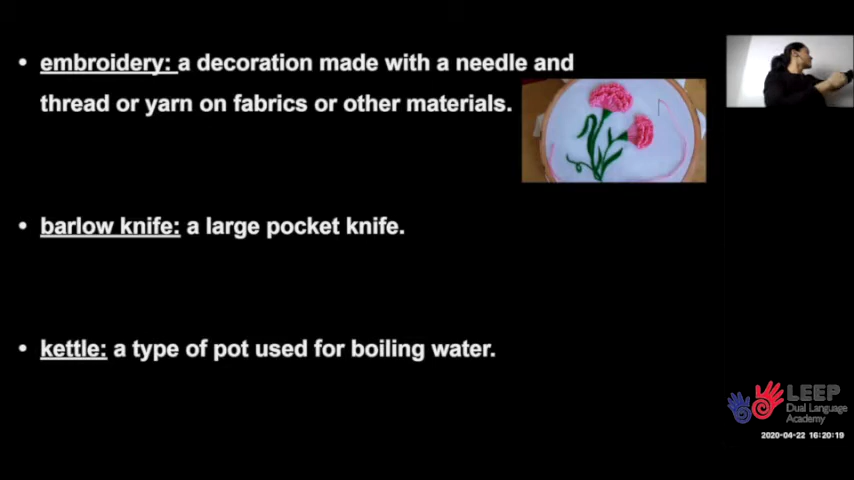 • embroidery: a decoration made with a needle and
thread or yarn on fabrics or other materials.
• barlow knife: a large pocket knife.
• kettle: a type of pot used for boiling water.
LEEP
Dual Language
Academy
2020-04-22 16:20:19